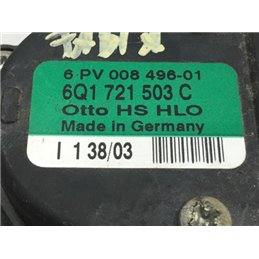 6 PV 008 496-01
6Q1 721 503 C
Otto HS HLO
Made in Germany
I 1 38/03